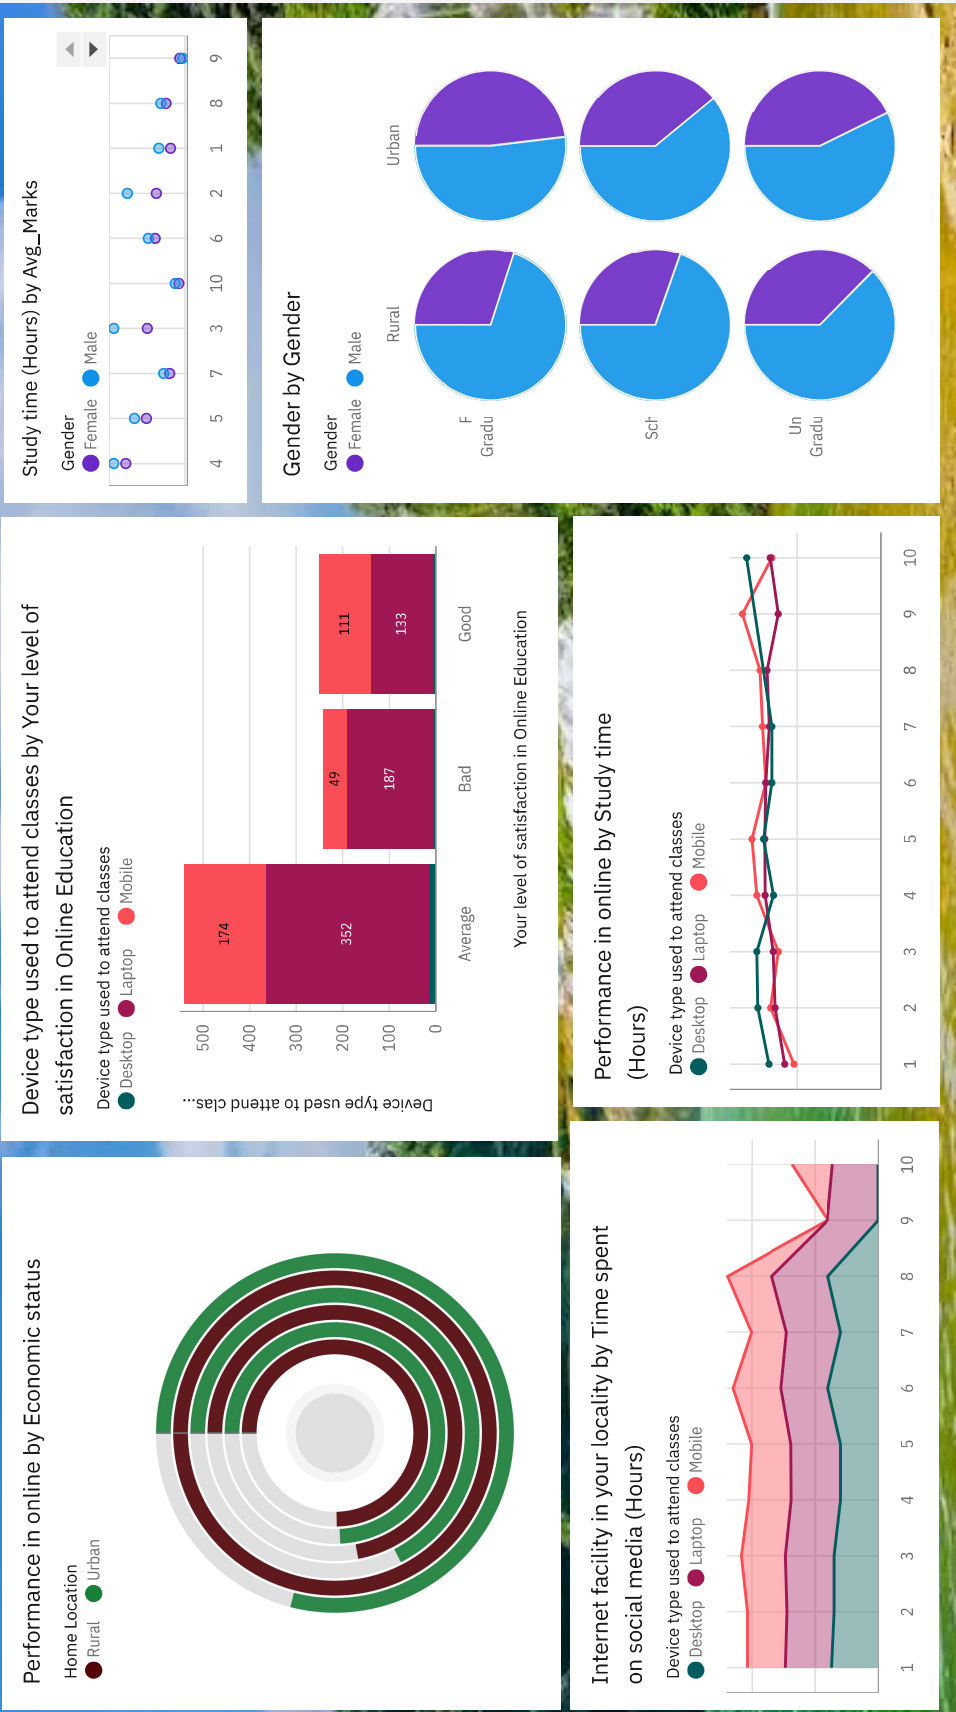 Performance in online by Economic status
Home Location
Rural
Urban
Device type used to attend classes by Your level of
satisfaction in Online Education
Device type used to attend classes
Desktop
Laptop
Mobile
Device type used to attend clas...
500
400
300
200
100
0
174
352
49
187
111
133
Average
Bad
Good
Your level of satisfaction in Online Education
Study time (Hours) by Avg_Marks
Gender
Female
Male
4
5
7
3
10
6
2
1
8
9
Internet facility in your locality by Time spent
on social media (Hours)
Device type used to attend classes
Desktop
Laptop
Mobile
1
2
3
4
5
6
7
8
9
10
Performance in online by Study time
(Hours)
Device type used to attend classes
Desktop
Laptop
Mobile
1
2
3
4
5
6
7
8
9
10
Gender by Gender
Gender
Female
Male
Rural
Urban
F
Gradu
Sch
Un
Gradu